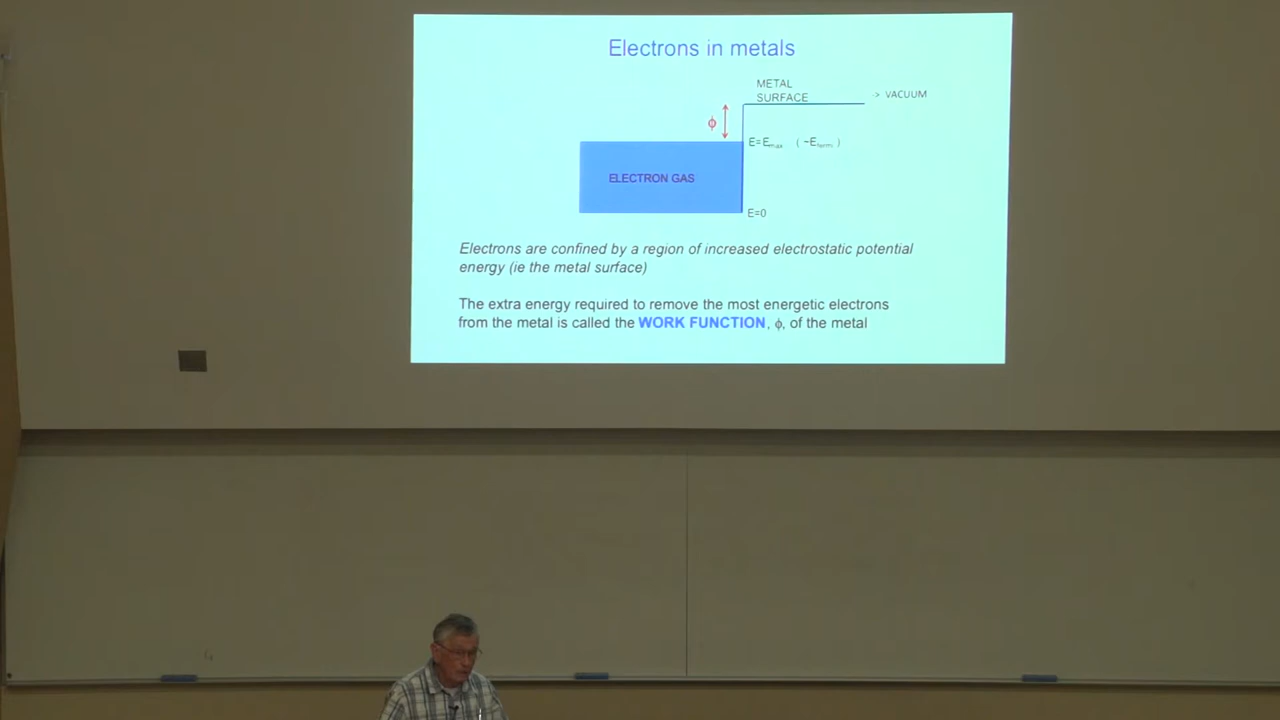 Electrons in metals
METAL
SURFACE
-> VACUUM
ϕ
E=Emax (~Efermi)
ELECTRON GAS
E=0
Electrons are confined by a region of increased electrostatic potential
energy (ie the metal surface)
The extra energy required to remove the most energetic electrons
from the metal is called the WORK FUNCTION, ϕ, of the metal